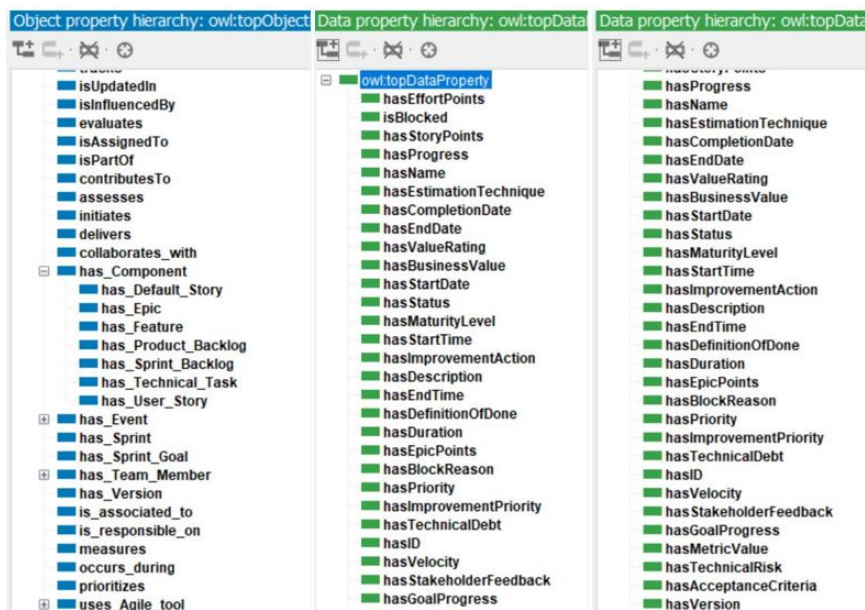 Object property hierarchy: owl:topObject
tracks
isUpdatedIn
isInfluencedBy
evaluates
isAssignedTo
isPartOf
contributesTo
assesses
initiates
delivers
collaborates_with
has_Component
has_Default_Story
has_Epic
has_Feature
has_Product_Backlog
has_Sprint_Backlog
has_Technical_Task
has_User_Story
has_Event
has_Sprint
has_Sprint_Goal
has_Team_Member
has_Version
is_associated_to
is_responsible_on
measures
occurs_during
prioritizes
uses_Agile_tool
Data property hierarchy: owl:topDatal
owl:topDataProperty
hasEffortPoints
isBlocked
hasStoryPoints
hasProgress
hasName
hasEstimationTechnique
hasCompletionDate
hasEndDate
hasValueRating
hasBusinessValue
hasStartDate
hasStatus
hasMaturityLevel
hasStartTime
hasImprovementAction
hasDescription
hasEndTime
hasDefinitionOfDone
hasDuration
hasEpicPoints
hasBlockReason
hasPriority
hasImprovementPriority
hasTechnicalDebt
hasID
hasVelocity
hasStakeholderFeedback
hasGoalProgress
Data property hierarchy: owl:topData
hasStoryPoints
hasProgress
hasName
hasEstimationTechnique
hasCompletionDate
hasEndDate
hasValueRating
hasBusinessValue
hasStartDate
hasStatus
hasMaturityLevel
hasStartTime
hasImprovementAction
hasDescription
hasEndTime
hasDefinitionOfDone
hasDuration
hasEpicPoints
hasBlockReason
hasPriority
hasImprovementPriority
hasTechnicalDebt
hasID
hasVelocity
hasStakeholderFeedback
hasGoalProgress
hasMetricValue
hasTechnicalRisk
hasAcceptanceCriteria
hasVersion